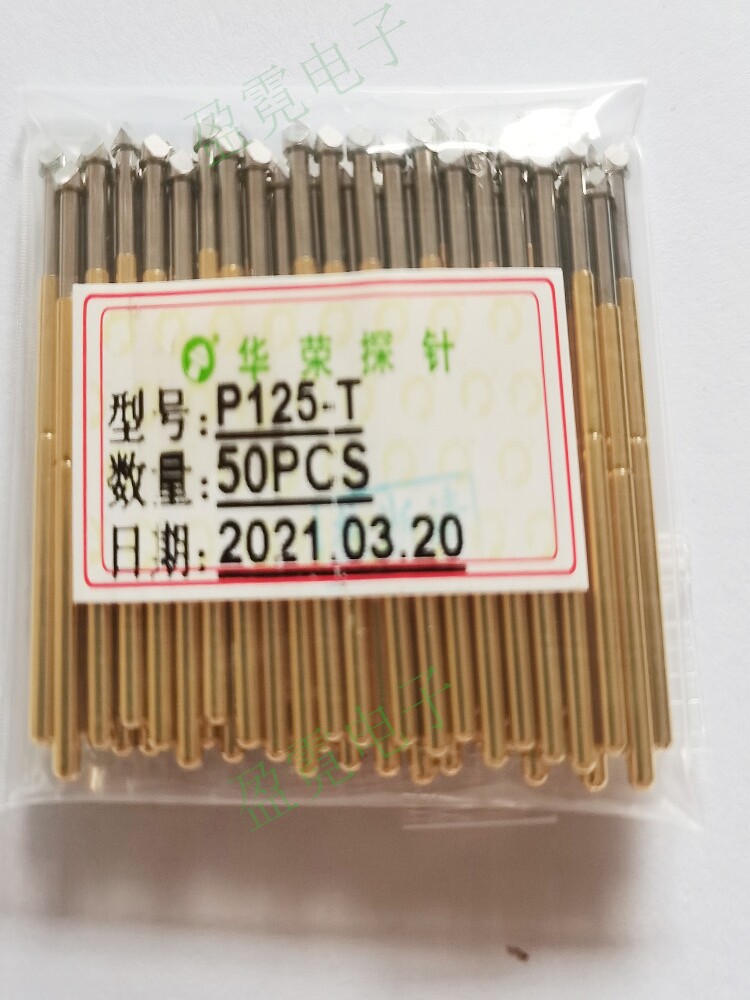 盈霓电子
华荣探针
型号:P125-T
数量:50PCS
日期:2021.03.20
盈霓电子